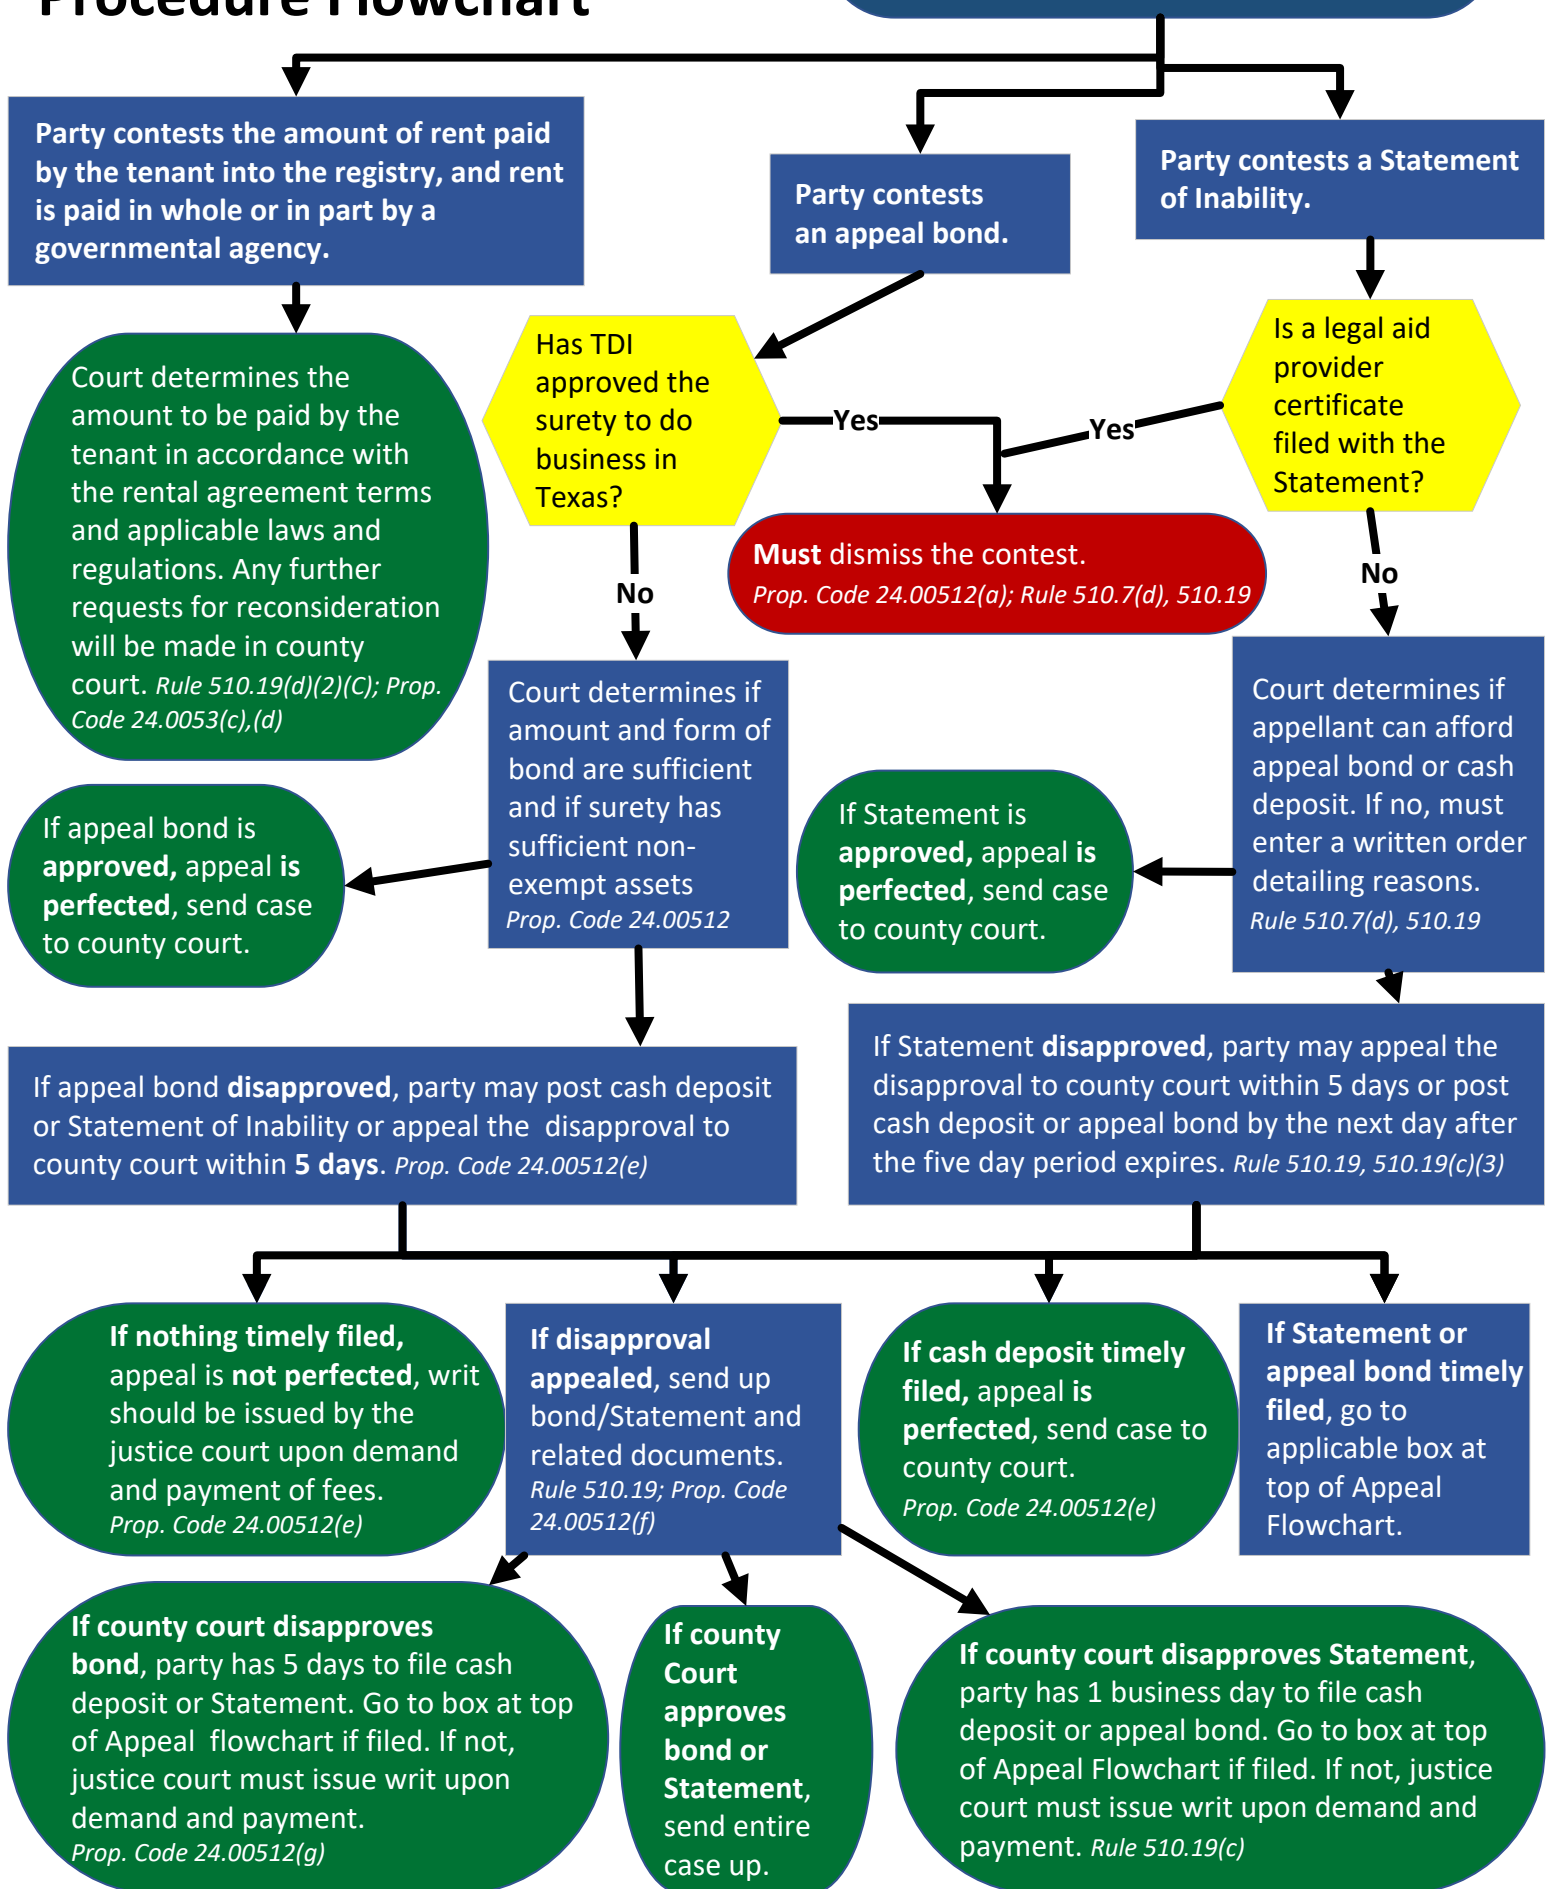 Procedure Flowchart
Party contests the amount of rent paid
by the tenant into the registry, and rent
is paid in whole or in part by a
governmental agency.
Party contests
an appeal bond.
Party contests a Statement
of Inability.
Court determines the
amount to be paid by the
tenant in accordance with
the rental agreement terms
and applicable laws and
regulations. Any further
requests for reconsideration
will be made in county
court. Rule 510.19(d)(2)(C); Prop.
Code 24.0053(c),(d)
Has TDI
approved the
surety to do
business in
Texas?
Yes
Yes
Is a legal aid
provider
certificate
filed with the
Statement?
No
Must dismiss the contest.
Prop. Code 24.00512(a); Rule 510.7(d), 510.19
No
Court determines if
amount and form of
bond are sufficient
and if surety has
sufficient non-
exempt assets
Prop. Code 24.00512
Court determines if
appellant can afford
appeal bond or cash
deposit. If no, must
enter a written order
detailing reasons.
Rule 510.7(d), 510.19
If appeal bond is
approved, appeal is
perfected, send case
to county court.
If Statement is
approved, appeal is
perfected, send case
to county court.
If appeal bond disapproved, party may post cash deposit
or Statement of Inability or appeal the disapproval to
county court within 5 days. Prop. Code 24.00512(e)
If Statement disapproved, party may appeal the
disapproval to county court within 5 days or post
cash deposit or appeal bond by the next day after
the five day period expires. Rule 510.19, 510.19(c)(3)
If nothing timely filed,
appeal is not perfected, writ
should be issued by the
justice court upon demand
and payment of fees.
Prop. Code 24.00512(e)
If disapproval
appealed, send up
bond/Statement and
related documents.
Rule 510.19; Prop. Code
24.00512(f)
If cash deposit timely
filed, appeal is
perfected, send case to
county court.
Prop. Code 24.00512(e)
If Statement or
appeal bond timely
filed, go to
applicable box at
top of Appeal
Flowchart.
If county court disapproves
bond, party has 5 days to file cash
deposit or Statement. Go to box at top
of Appeal flowchart if filed. If not,
justice court must issue writ upon
demand and payment.
Prop. Code 24.00512(g)
If county
Court
approves
bond or
Statement,
send entire
case up.
If county court disapproves Statement,
party has 1 business day to file cash
deposit or appeal bond. Go to box at top
of Appeal Flowchart if filed. If not, justice
court must issue writ upon demand and
payment. Rule 510.19(c)